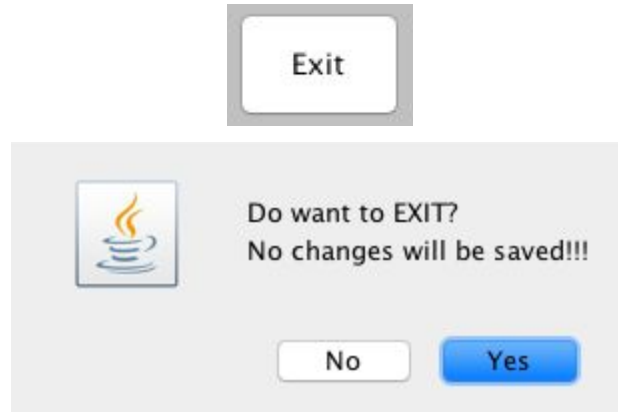 Exit
Do want to EXIT?
No changes will be saved!!!
No
Yes